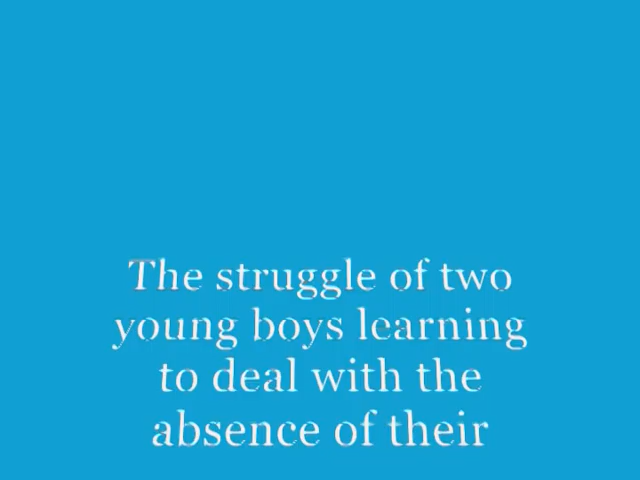 The struggle of two
young boys learning
to deal with the
absence of their